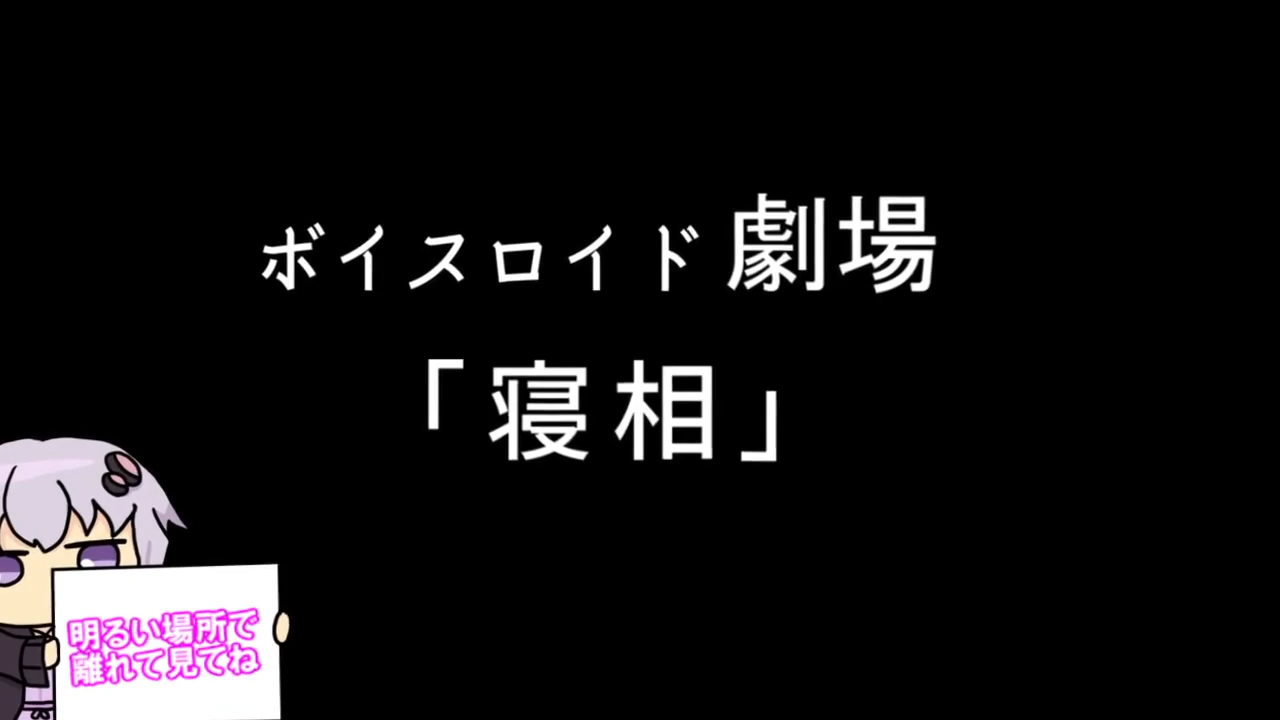 ボイスロイド劇場
「寝相」
明るい場所で
離れて見てね